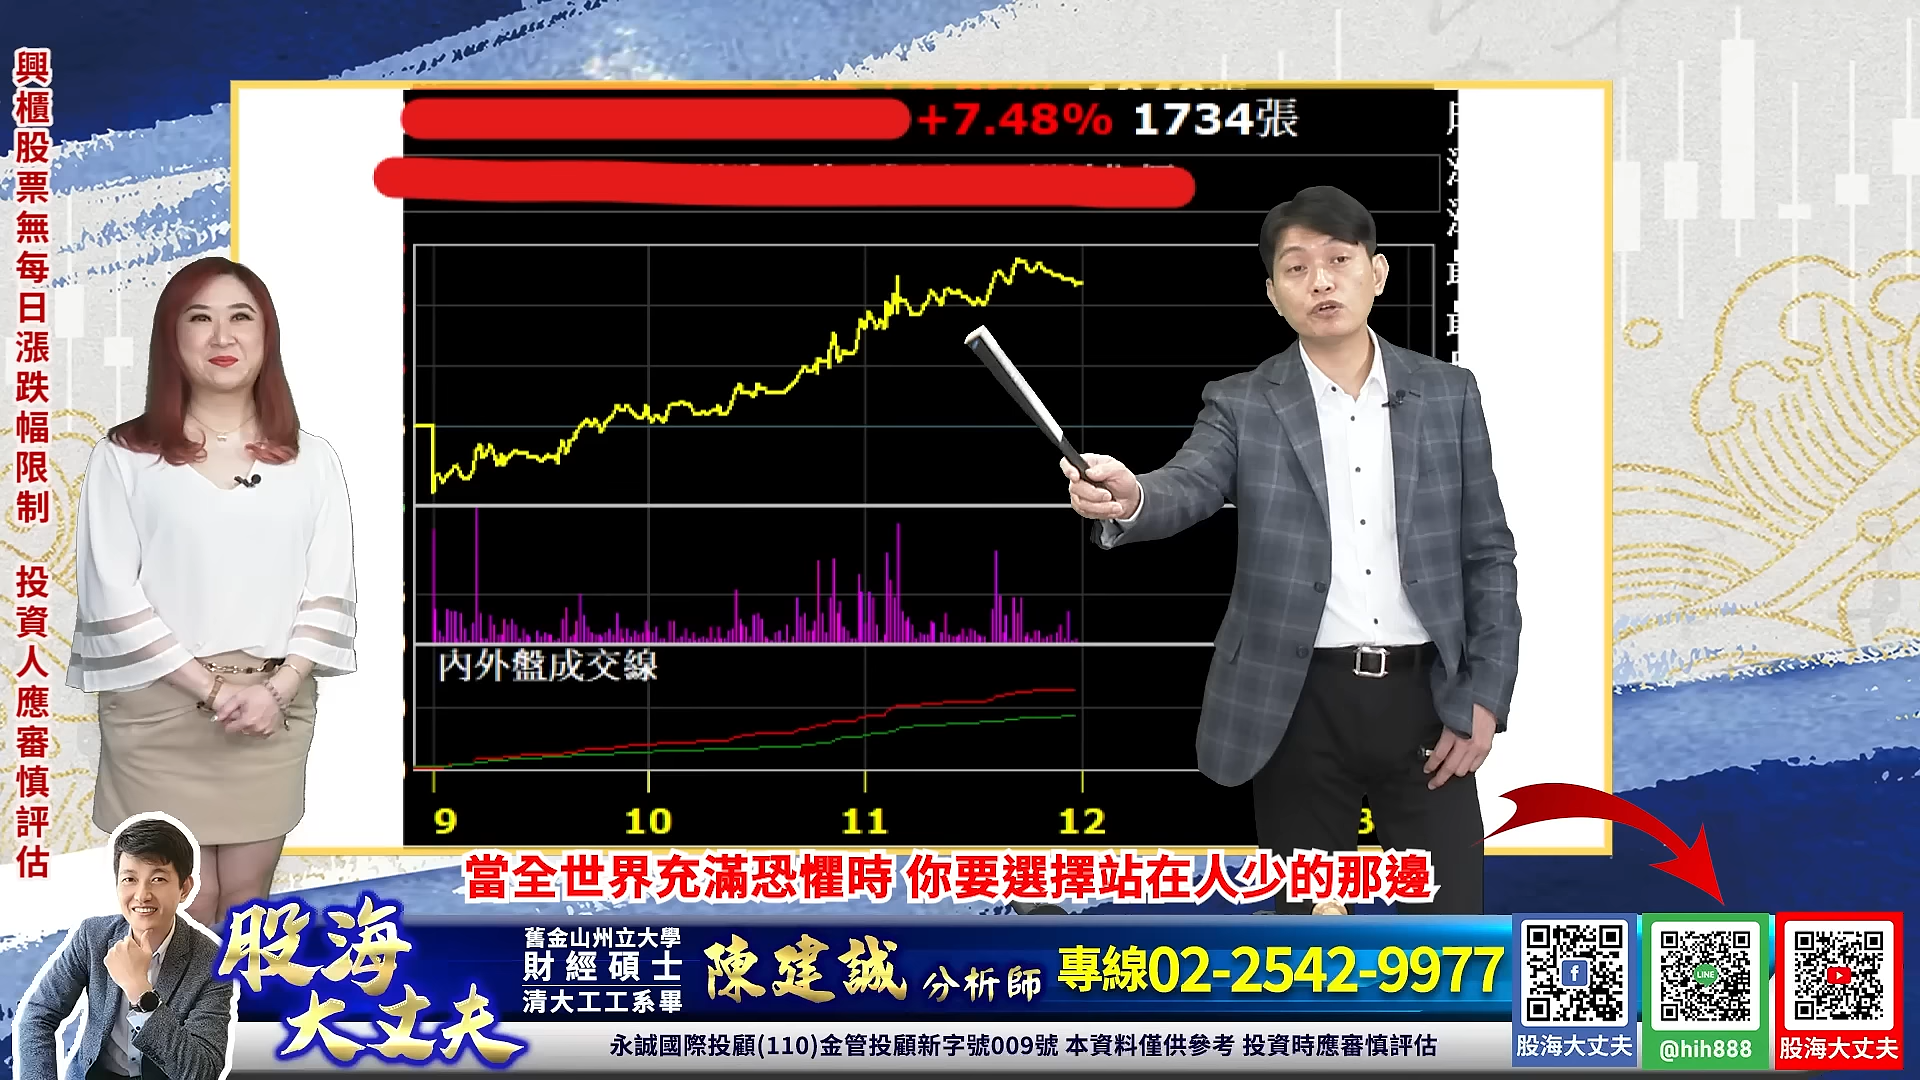 興櫃股票無每日漲跌幅限制 投資人應審慎評估
+7.48% 1734張
內外盤成交線
9 10 11 12
當全世界充滿恐懼時 你要選擇站在人少的那邊
股海大丈夫
舊金山州立大學
財經碩士
清大工工系畢
陳建誠 分析師
專線02-2542-9977
永誠國際投顧(110)金管投顧新字號009號 本資料僅供參考 投資時應審慎評估
f
股海大丈夫
LINE
@hih888
股海大丈夫